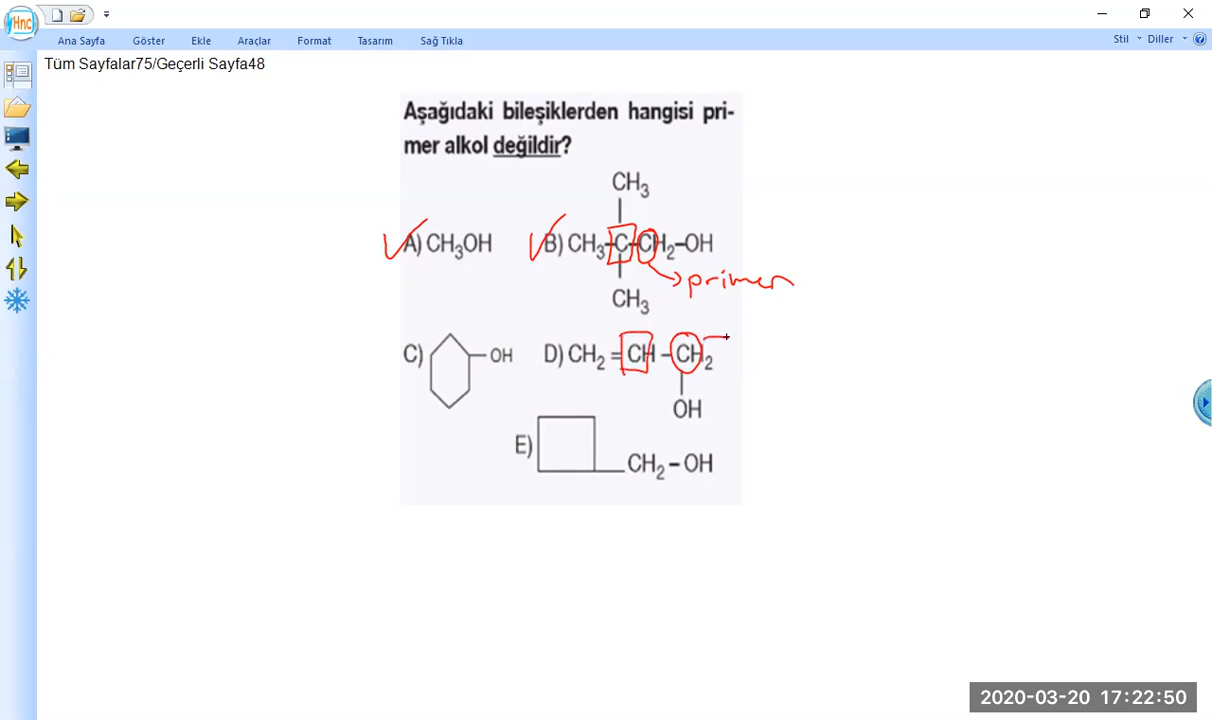 Hnc
Ana Sayfa Göster Ekle Araçlar Format Tasarım Sağ Tıkla Stil Diller
Tüm Sayfalar75/Geçerli Sayfa48
Aşağıdaki bileşiklerden hangisi pri-
mer alkol değildir?
CH₃
A) CH₃OH B) CH₃-C-CH₂-OH
primer
CH₃
C) OH D) CH₂ = CH - CH₂
OH
E) CH₂ - OH
2020-03-20 17:22:50